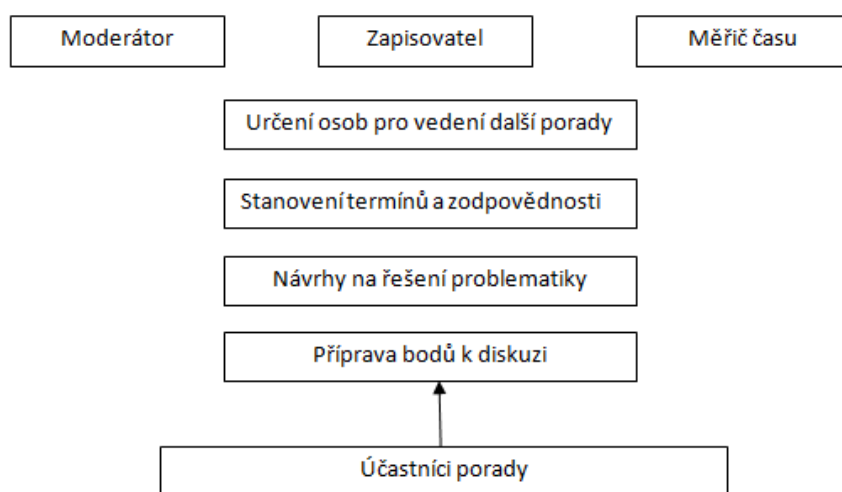 Moderátor
Zapisovatel
Měřič času
Určení osob pro vedení další porady
Stanovení termínů a zodpovědnosti
Návrhy na řešení problematiky
Příprava bodů k diskuzi
Účastníci porady